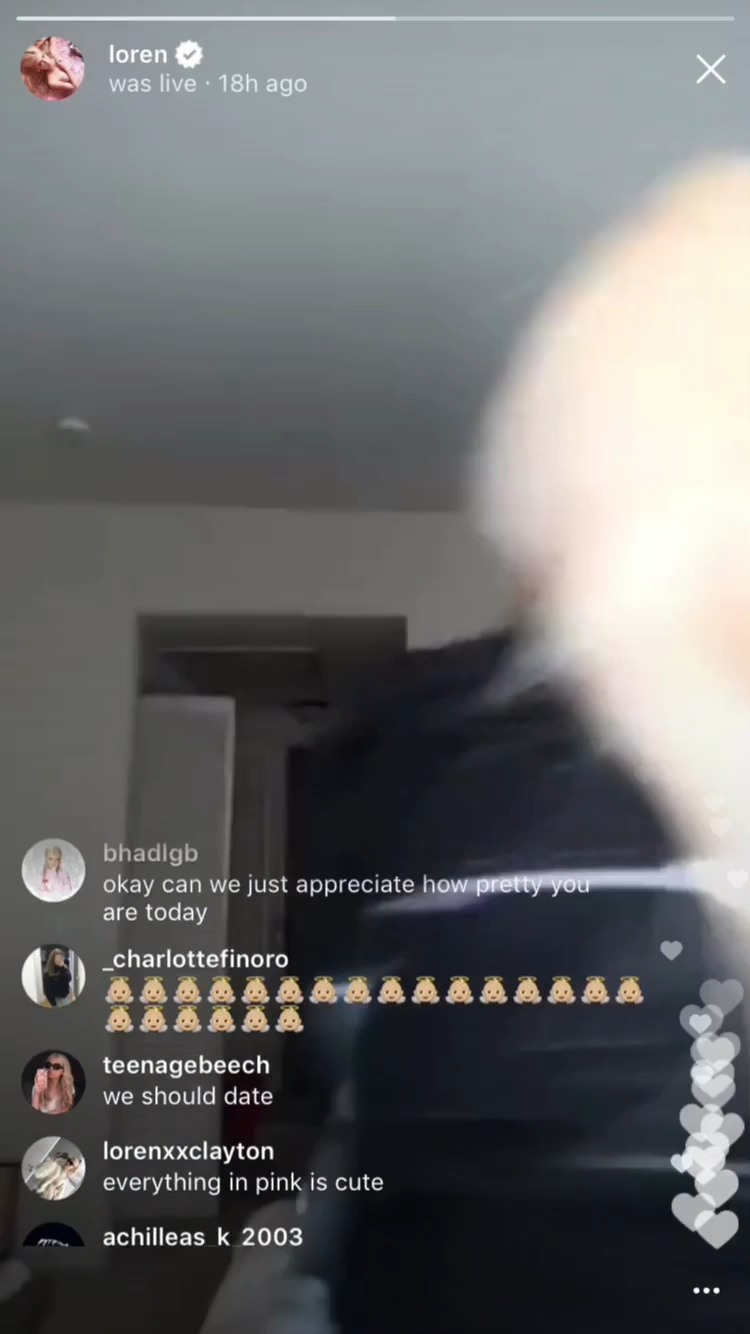 loren
was live · 18h ago
bhadlgb
okay can we just appreciate how pretty you
are today
_charlottefinoro
👼🏼👼🏼👼🏼👼🏼👼🏼👼🏼👼🏼👼🏼👼🏼👼🏼👼🏼👼🏼👼🏼👼🏼👼🏼👼🏼
👼🏼👼🏼👼🏼👼🏼👼🏼👼🏼
teenagebeech
we should date
lorenxxclayton
everything in pink is cute
achilleas_k_2003